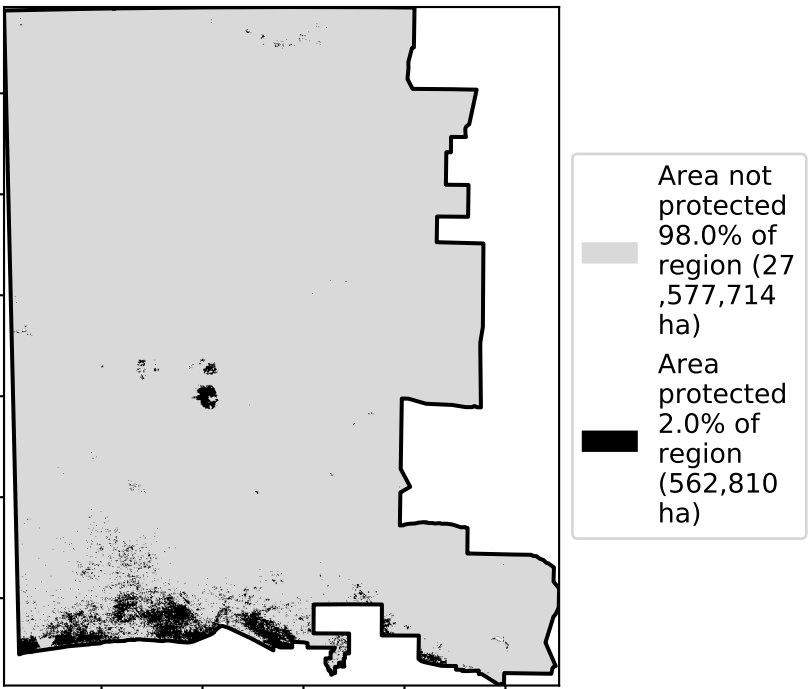 Area not
protected
98.0% of
region (27
,577,714
ha)
Area
protected
2.0% of
region
(562,810
ha)